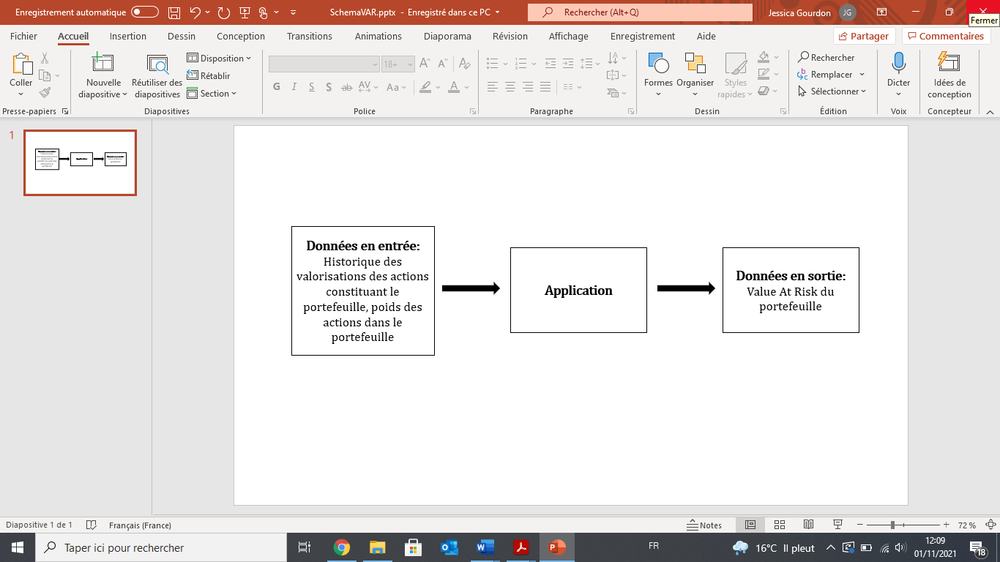 Enregistrement automatique
SchemaVAR.pptx - Enregistré dans ce PC
Rechercher (Alt+Q)
Jessica Gourdon
JG
Fermer
Fichier Accueil Insertion Dessin Conception Transitions Animations Diaporama Révision Affichage Enregistrement Aide
Partager
Commentaires
Coller
Nouvelle diapositive
Réutiliser des diapositives
Disposition
Rétablir
Section
18+
G I S S ab AV Aa A
Formes
Organiser
Styles rapides
Rechercher
Remplacer
Sélectionner
Dicter
Idées de conception
Presse-papiers
Diapositives
Police
Paragraphe
Dessin
Édition
Voix
Concepteur
1
Données en entrée:
Historique des
valorisations des actions
constituant le
portefeuille, poids des
actions dans le
portefeuille
Application
Données en sortie:
Value At Risk du
portefeuille
Diapositive 1 de 1
Français (France)
Notes
72 %
Taper ici pour rechercher
FR
16°C Il pleut
12:09
01/11/2021
18